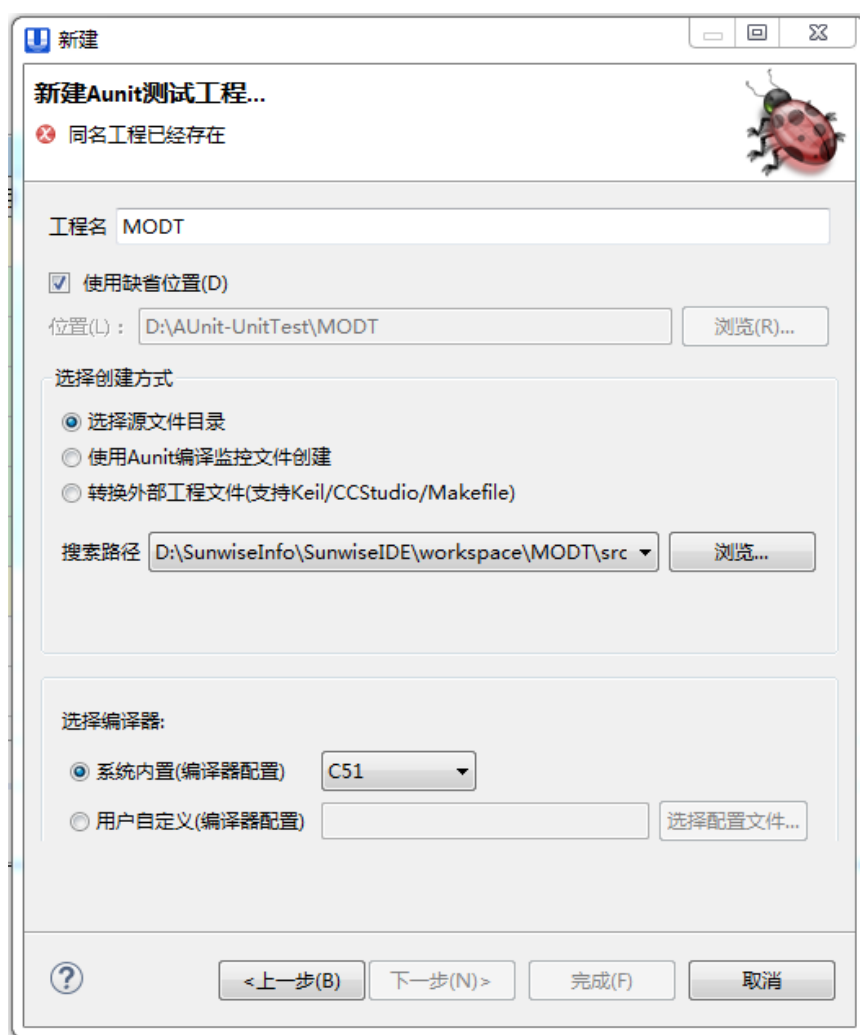 新建
新建Aunit测试工程...
同名工程已经存在
工程名 MODT
使用缺省位置(D)
位置(L)： D:\AUnit-UnitTest\MODT 浏览(R)...
选择创建方式
选择源文件目录
使用Aunit编译监控文件创建
转换外部工程文件(支持Keil/CCStudio/Makefile)
搜索路径 D:\SunwiseInfo\SunwiseIDE\workspace\MODT\src 浏览...
选择编译器:
系统内置(编译器配置) C51
用户自定义(编译器配置) 选择配置文件...
<上一步(B) 下一步(N)> 完成(F) 取消